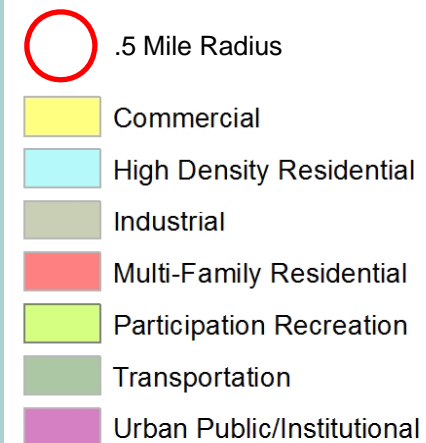 .5 Mile Radius
Commercial
High Density Residential
Industrial
Multi-Family Residential
Participation Recreation
Transportation
Urban Public/Institutional